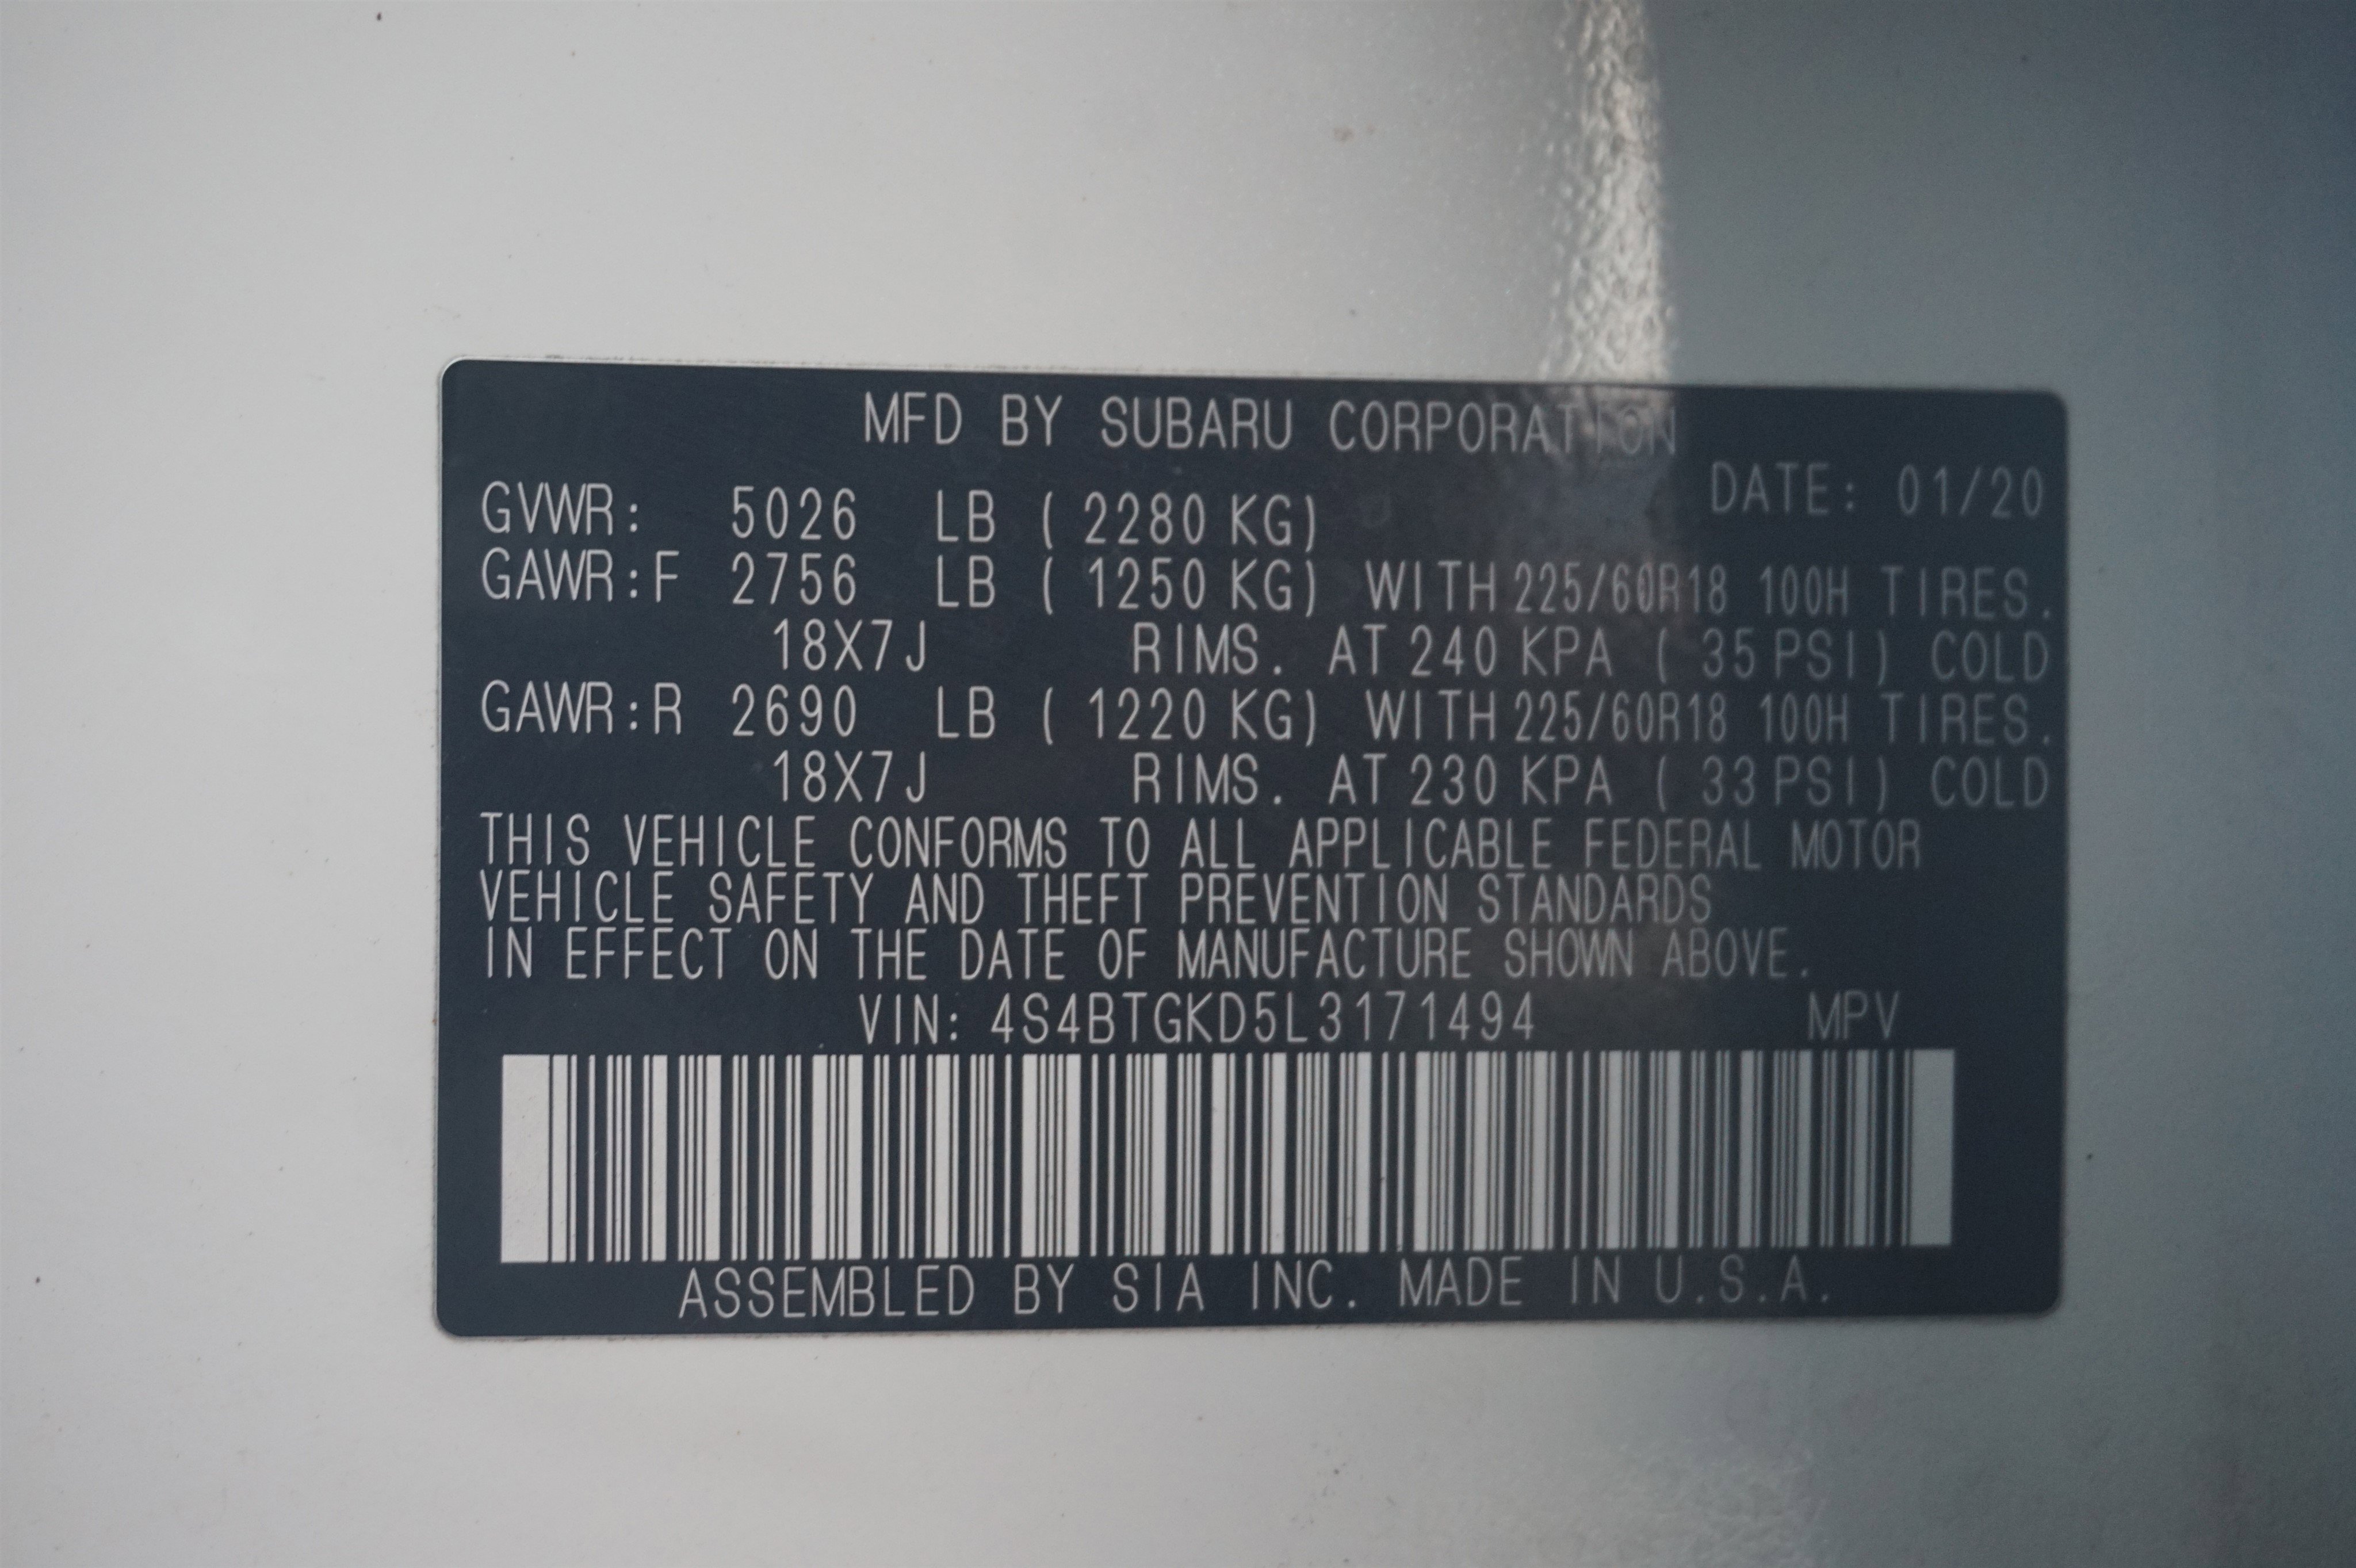 MFD BY SUBARU CORPORATION
DATE: 01/20
GVWR: 5026 LB ( 2280 KG)
GAWR:F 2756 LB ( 1250 KG) WITH 225/60R18 100H TIRES.
18X7J RIMS. AT 240 KPA ( 35 PSI) COLD
GAWR:R 2690 LB ( 1220 KG) WITH 225/60R18 100H TIRES.
18X7J RIMS. AT 230 KPA ( 33 PSI) COLD
THIS VEHICLE CONFORMS TO ALL APPLICABLE FEDERAL MOTOR
VEHICLE SAFETY AND THEFT PREVENTION STANDARDS
IN EFFECT ON THE DATE OF MANUFACTURE SHOWN ABOVE.
VIN: 4S4BTGKD5L3171494 MPV
ASSEMBLED BY SIA INC. MADE IN U.S.A.